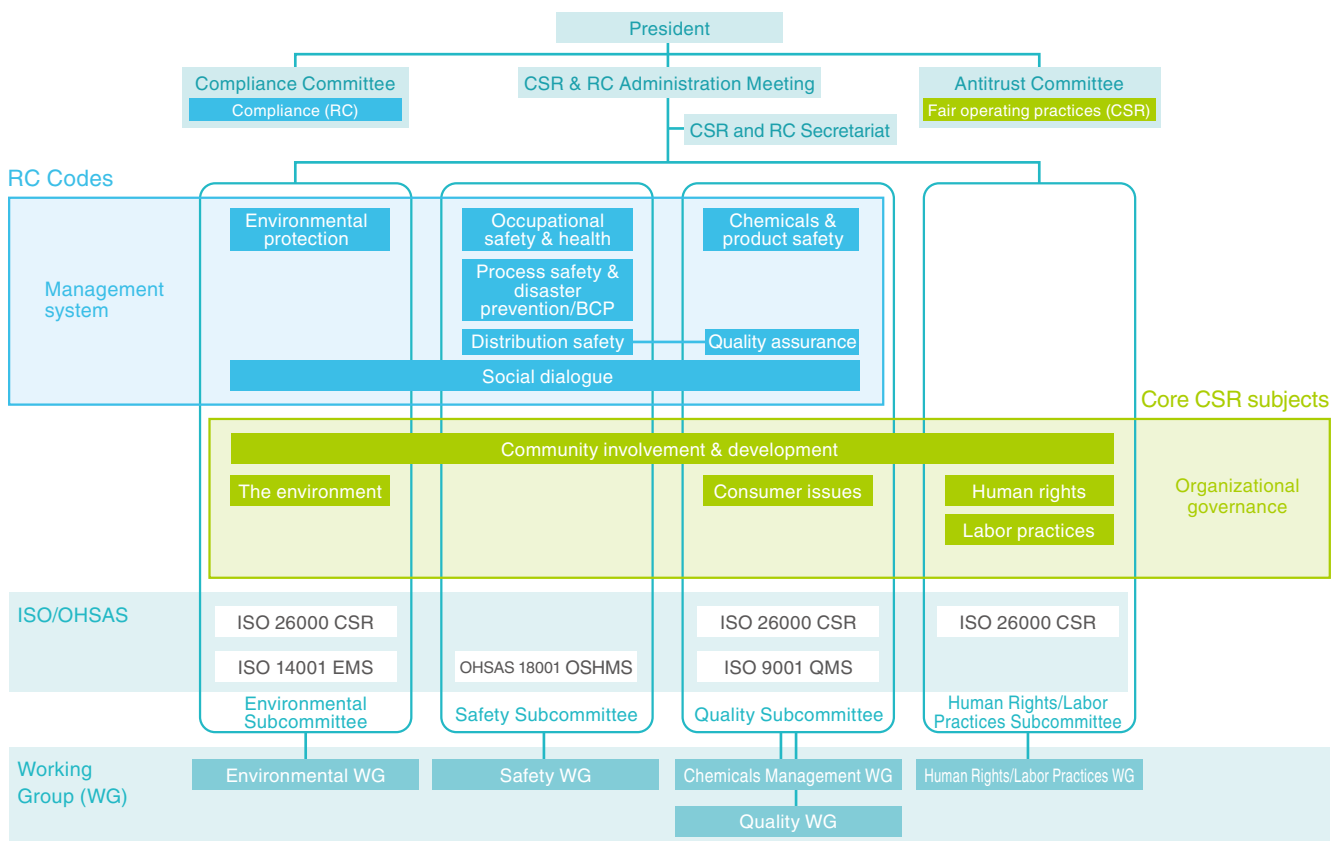 President
Compliance Committee
Compliance (RC)
CSR & RC Administration Meeting
Antitrust Committee
Fair operating practices (CSR)
CSR and RC Secretariat
RC Codes
Management
system
Environmental
protection
Occupational
safety & health
Chemicals &
product safety
Process safety &
disaster
prevention/BCP
Distribution safety
Quality assurance
Social dialogue
Core CSR subjects
Community involvement & development
The environment
Consumer issues
Human rights
Labor practices
Organizational
governance
ISO/OHSAS
ISO 26000 CSR
ISO 26000 CSR
ISO 26000 CSR
ISO 14001 EMS
OHSAS 18001 OSHMS
ISO 9001 QMS
Environmental
Subcommittee
Safety Subcommittee
Quality Subcommittee
Human Rights/Labor
Practices Subcommittee
Working
Group (WG)
Environmental WG
Safety WG
Chemicals Management WG
Human Rights/Labor Practices WG
Quality WG